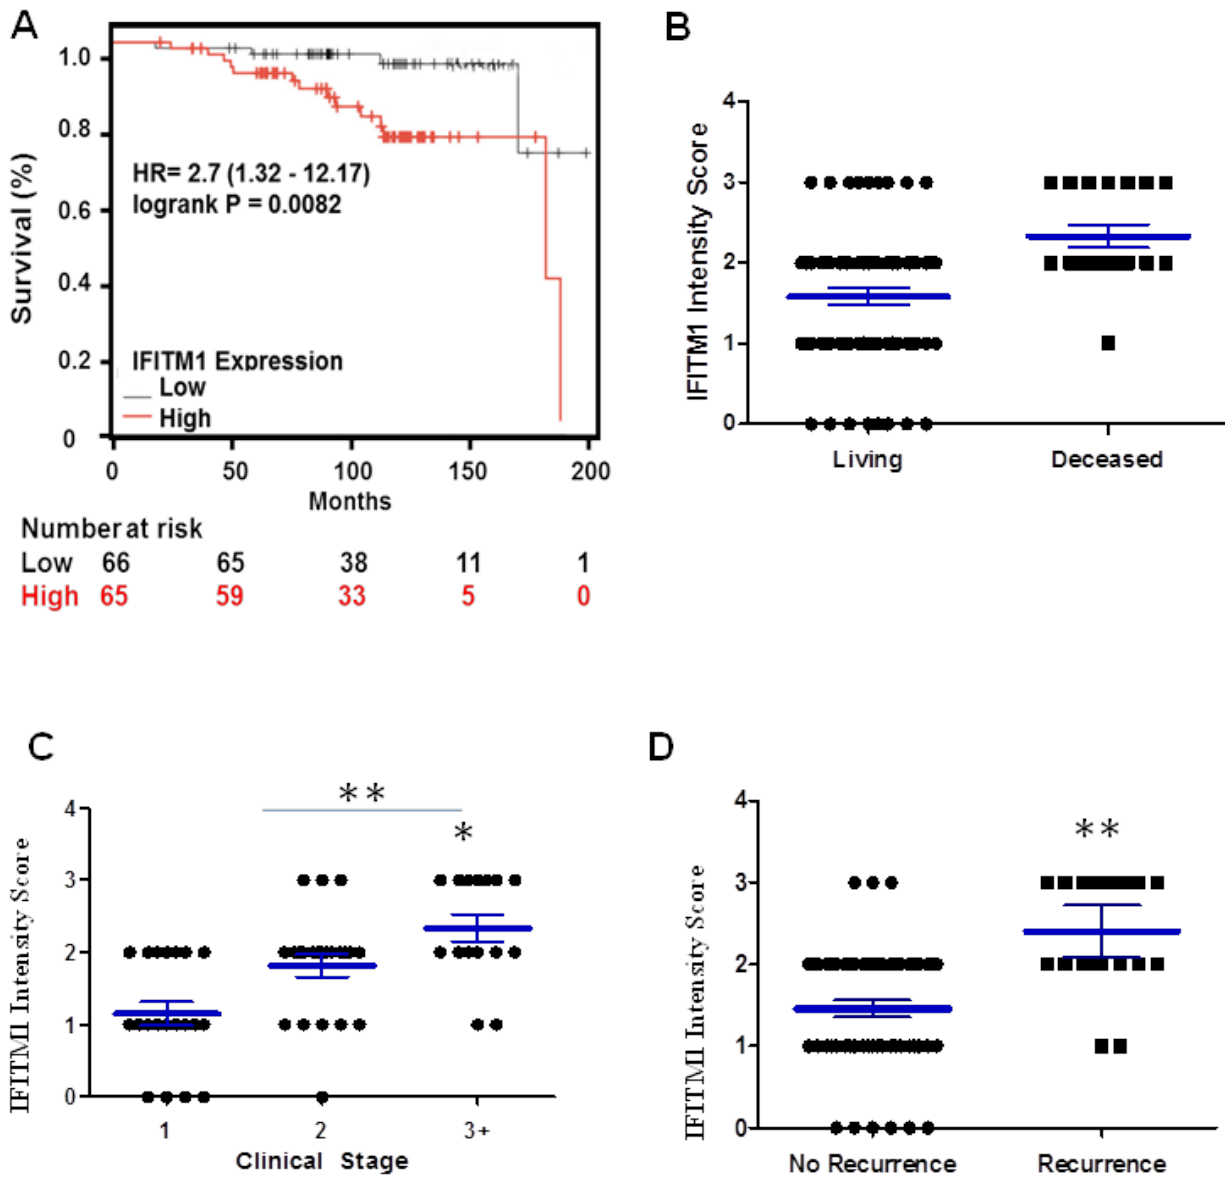 A
1.0
0.8
0.6
0.4
0.2
0
Survival (%)
HR= 2.7 (1.32 - 12.17)
logrank P = 0.0082
IFITM1 Expression
Low
High
0 50 100 150 200
Months
Number at risk
Low 66 65 38 11 1
High 65 59 33 5 0
B
4
3
2
1
0
IFITM1 Intensity Score
Living Deceased
C
**
*
4
3
2
1
0
IFITM1 Intensity Score
1 2 3+
Clinical Stage
D
**
4
3
2
1
0
IFITM1 Intensity Score
No Recurrence Recurrence